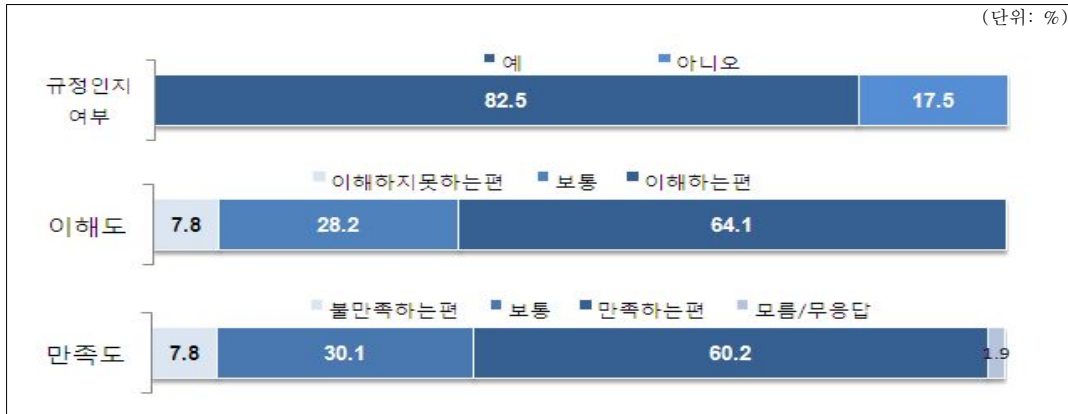 (단위: %)
예 아니오
규정인지
여부
82.5 17.5
이해하지못하는편 보통 이해하는편
이해도
7.8 28.2 64.1
불만족하는편 보통 만족하는편 모름/무응답
만족도
7.8 30.1 60.2 1.9